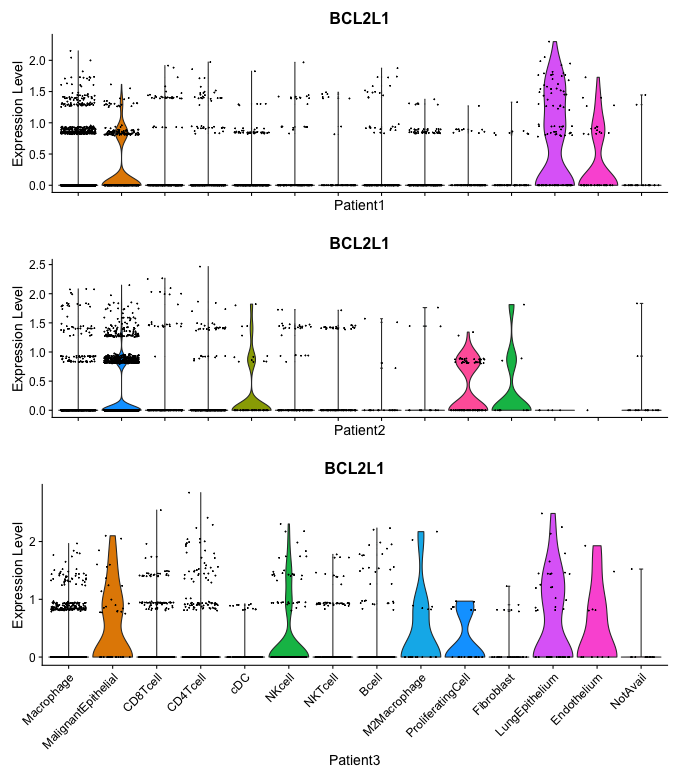 BCL2L1
Expression Level
2.0
1.5
1.0
0.5
0.0
Patient1
BCL2L1
Expression Level
2.5
2.0
1.5
1.0
0.5
0.0
Patient2
BCL2L1
Expression Level
2
1
0
Macrophage
MalignantEpithelial
CD8Tcell
CD4Tcell
cDC
NKcell
NKTcell
Bcell
M2Macrophage
ProliferatingCell
Fibroblast
LungEpithelium
Endothelium
NotAvail
Patient3